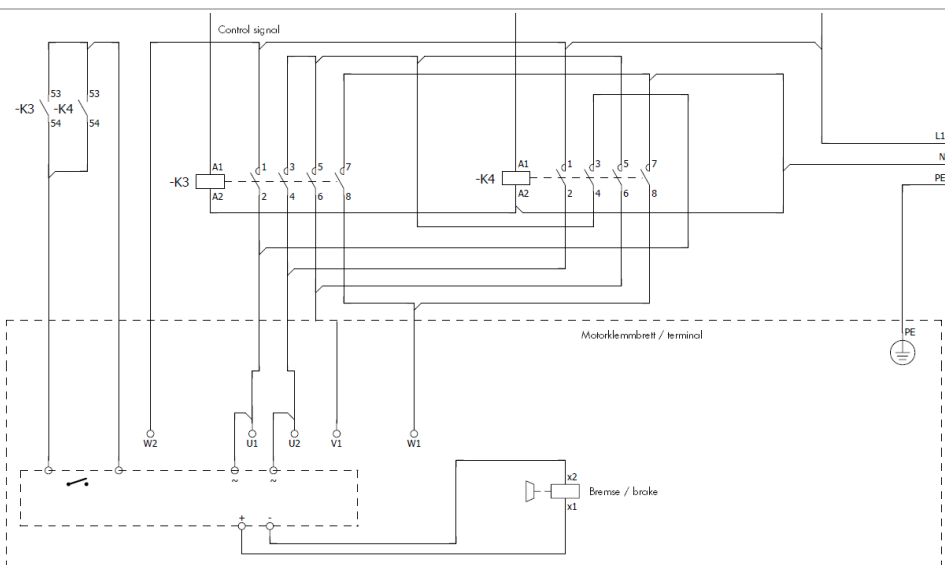 Control signal
53 53
-K3 -K4
54 54
L1
N
PE
A1 1 3 5 7
-K3
A2 2 4 6 8
A1 1 3 5 7
-K4
A2 2 4 6 8
Motorklemmbrett / terminal
PE
W2 U1 U2 V1 W1
~ ~
x2
Bremse / brake
x1
+ -